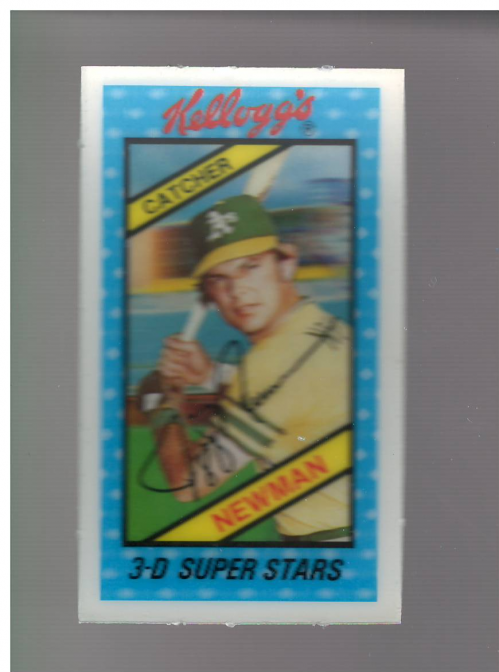 Kellogg's®
CATCHER
A's
NEWMAN
3-D SUPER STARS